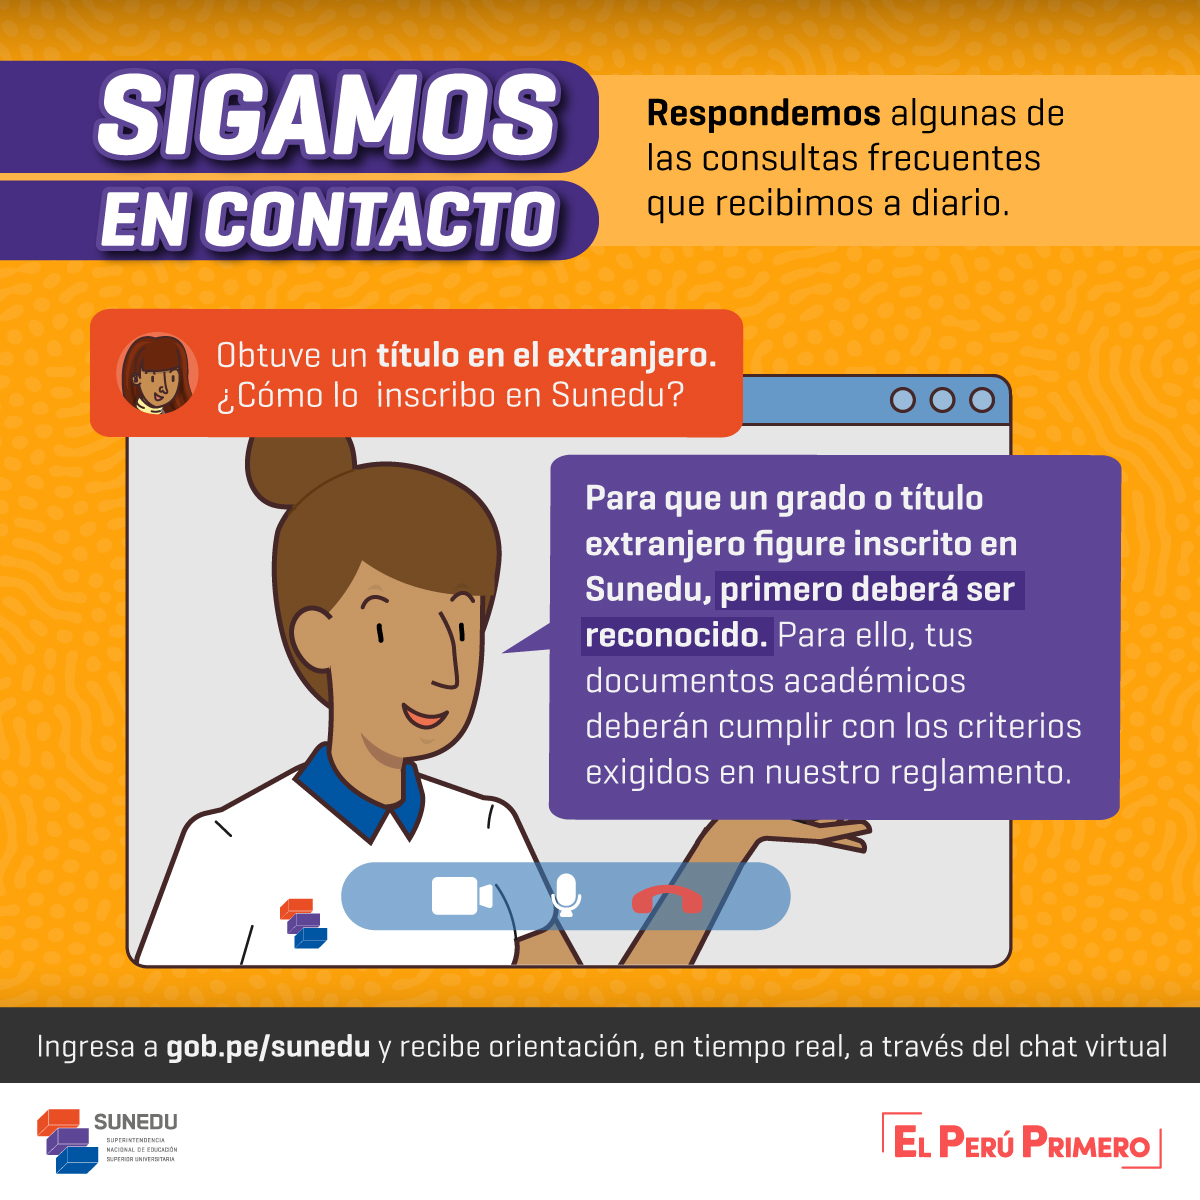 SIGAMOS
EN CONTACTO
Respondemos algunas de
las consultas frecuentes
que recibimos a diario.
Obtuve un título en el extranjero.
¿Cómo lo inscribo en Sunedu?
Para que un grado o título
extranjero figure inscrito en
Sunedu, primero deberá ser
reconocido. Para ello, tus
documentos académicos
deberán cumplir con los criterios
exigidos en nuestro reglamento.
Ingresa a gob.pe/sunedu y recibe orientación, en tiempo real, a través del chat virtual
SUNEDU
SUPERINTENDENCIA
NACIONAL DE EDUCACIÓN
SUPERIOR UNIVERSITARIA
EL PERÚ PRIMERO